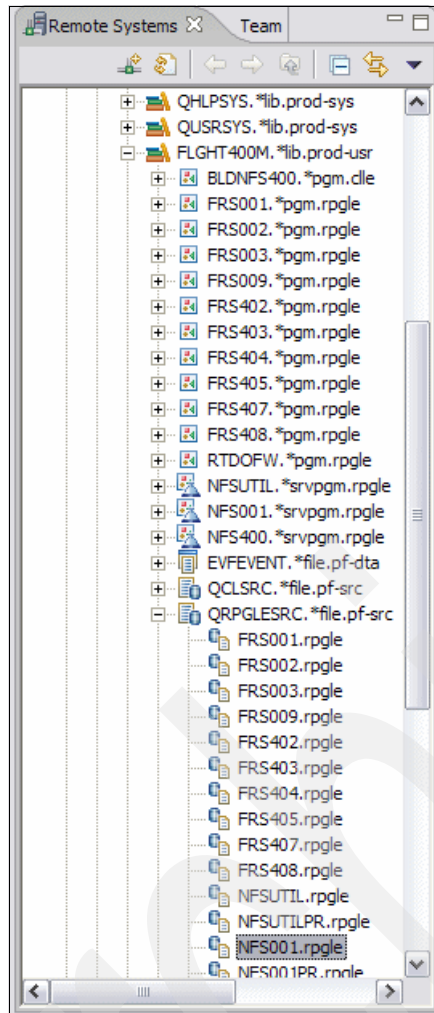 Remote Systems Team
QHLPSYS.*lib.prod-sys
QUSRSYS.*lib.prod-sys
FLGHT400M.*lib.prod-usr
BLDNFS400.*pgm.clle
FRS001.*pgm.rpgle
FRS002.*pgm.rpgle
FRS003.*pgm.rpgle
FRS009.*pgm.rpgle
FRS402.*pgm.rpgle
FRS403.*pgm.rpgle
FRS404.*pgm.rpgle
FRS405.*pgm.rpgle
FRS407.*pgm.rpgle
FRS408.*pgm.rpgle
RTDOFW.*pgm.rpgle
NFSUTIL.*srvpgm.rpgle
NFS001.*srvpgm.rpgle
NFS400.*srvpgm.rpgle
EVFEVENT.*file.pf-dta
QCLSRC.*file.pf-src
QRPGLESRC.*file.pf-src
FRS001.rpgle
FRS002.rpgle
FRS003.rpgle
FRS009.rpgle
FRS402.rpgle
FRS403.rpgle
FRS404.rpgle
FRS405.rpgle
FRS407.rpgle
FRS408.rpgle
NFSUTIL.rpgle
NFSUTILPR.rpgle
NFS001.rpgle
NFS001PR.rpgle